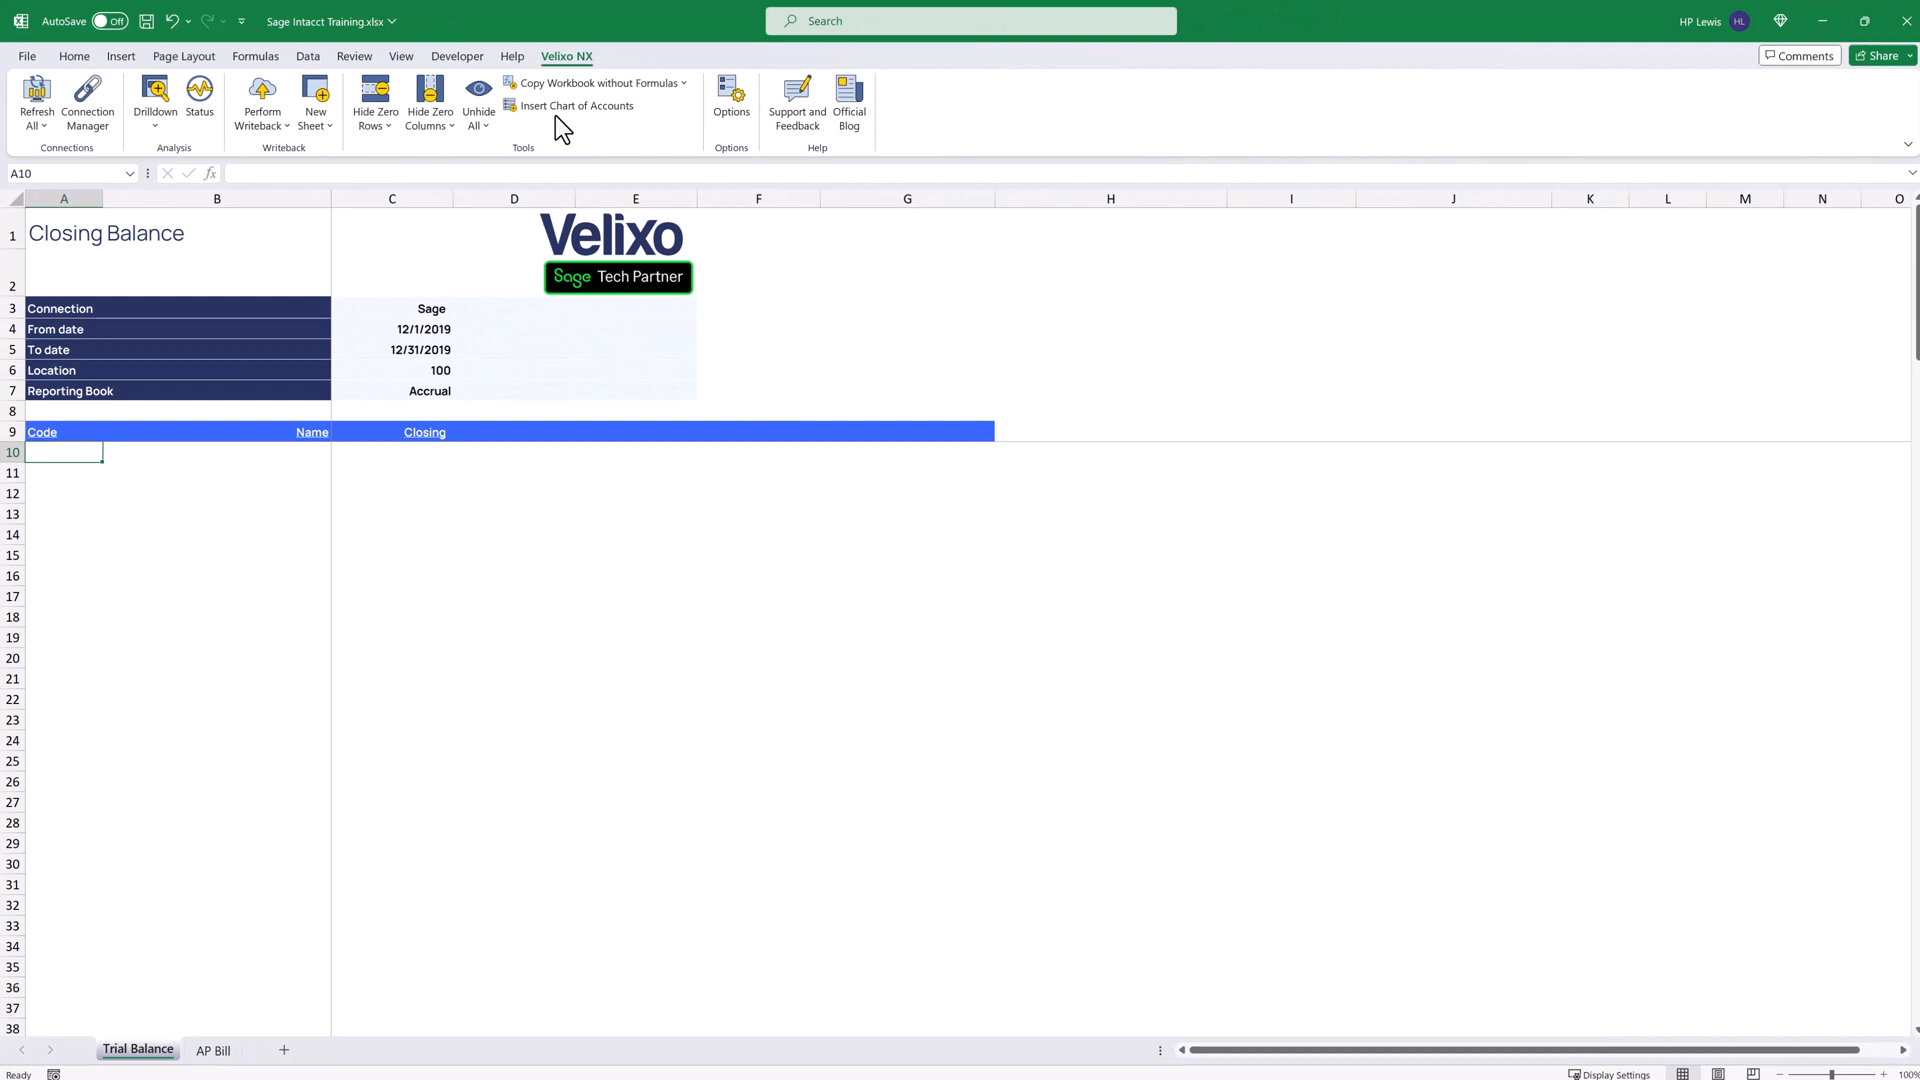 AutoSave Off Sage Intacct Training.xlsx Search HP Lewis HL
File Home Insert Page Layout Formulas Data Review View Developer Help Velixo NX Comments Share
Refresh All
Connection Manager
Connections
Drilldown
Status
Analysis
Perform Writeback
New Sheet
Writeback
Hide Zero Rows
Hide Zero Columns
Unhide All
Copy Workbook without Formulas
Insert Chart of Accounts
Tools
Options
Options
Support and Feedback
Official Blog
Help
A10 fx
A B C D E F G H I J K L M N O
1 Closing Balance Velixo
2 Sage Tech Partner
3 Connection Sage
4 From date 12/1/2019
5 To date 12/31/2019
6 Location 100
7 Reporting Book Accrual
8
9 Code Name Closing
10
11
12
13
14
15
16
17
18
19
20
21
22
23
24
25
26
27
28
29
30
31
32
33
34
35
36
37
38
Trial Balance AP Bill
Ready Display Settings 100%